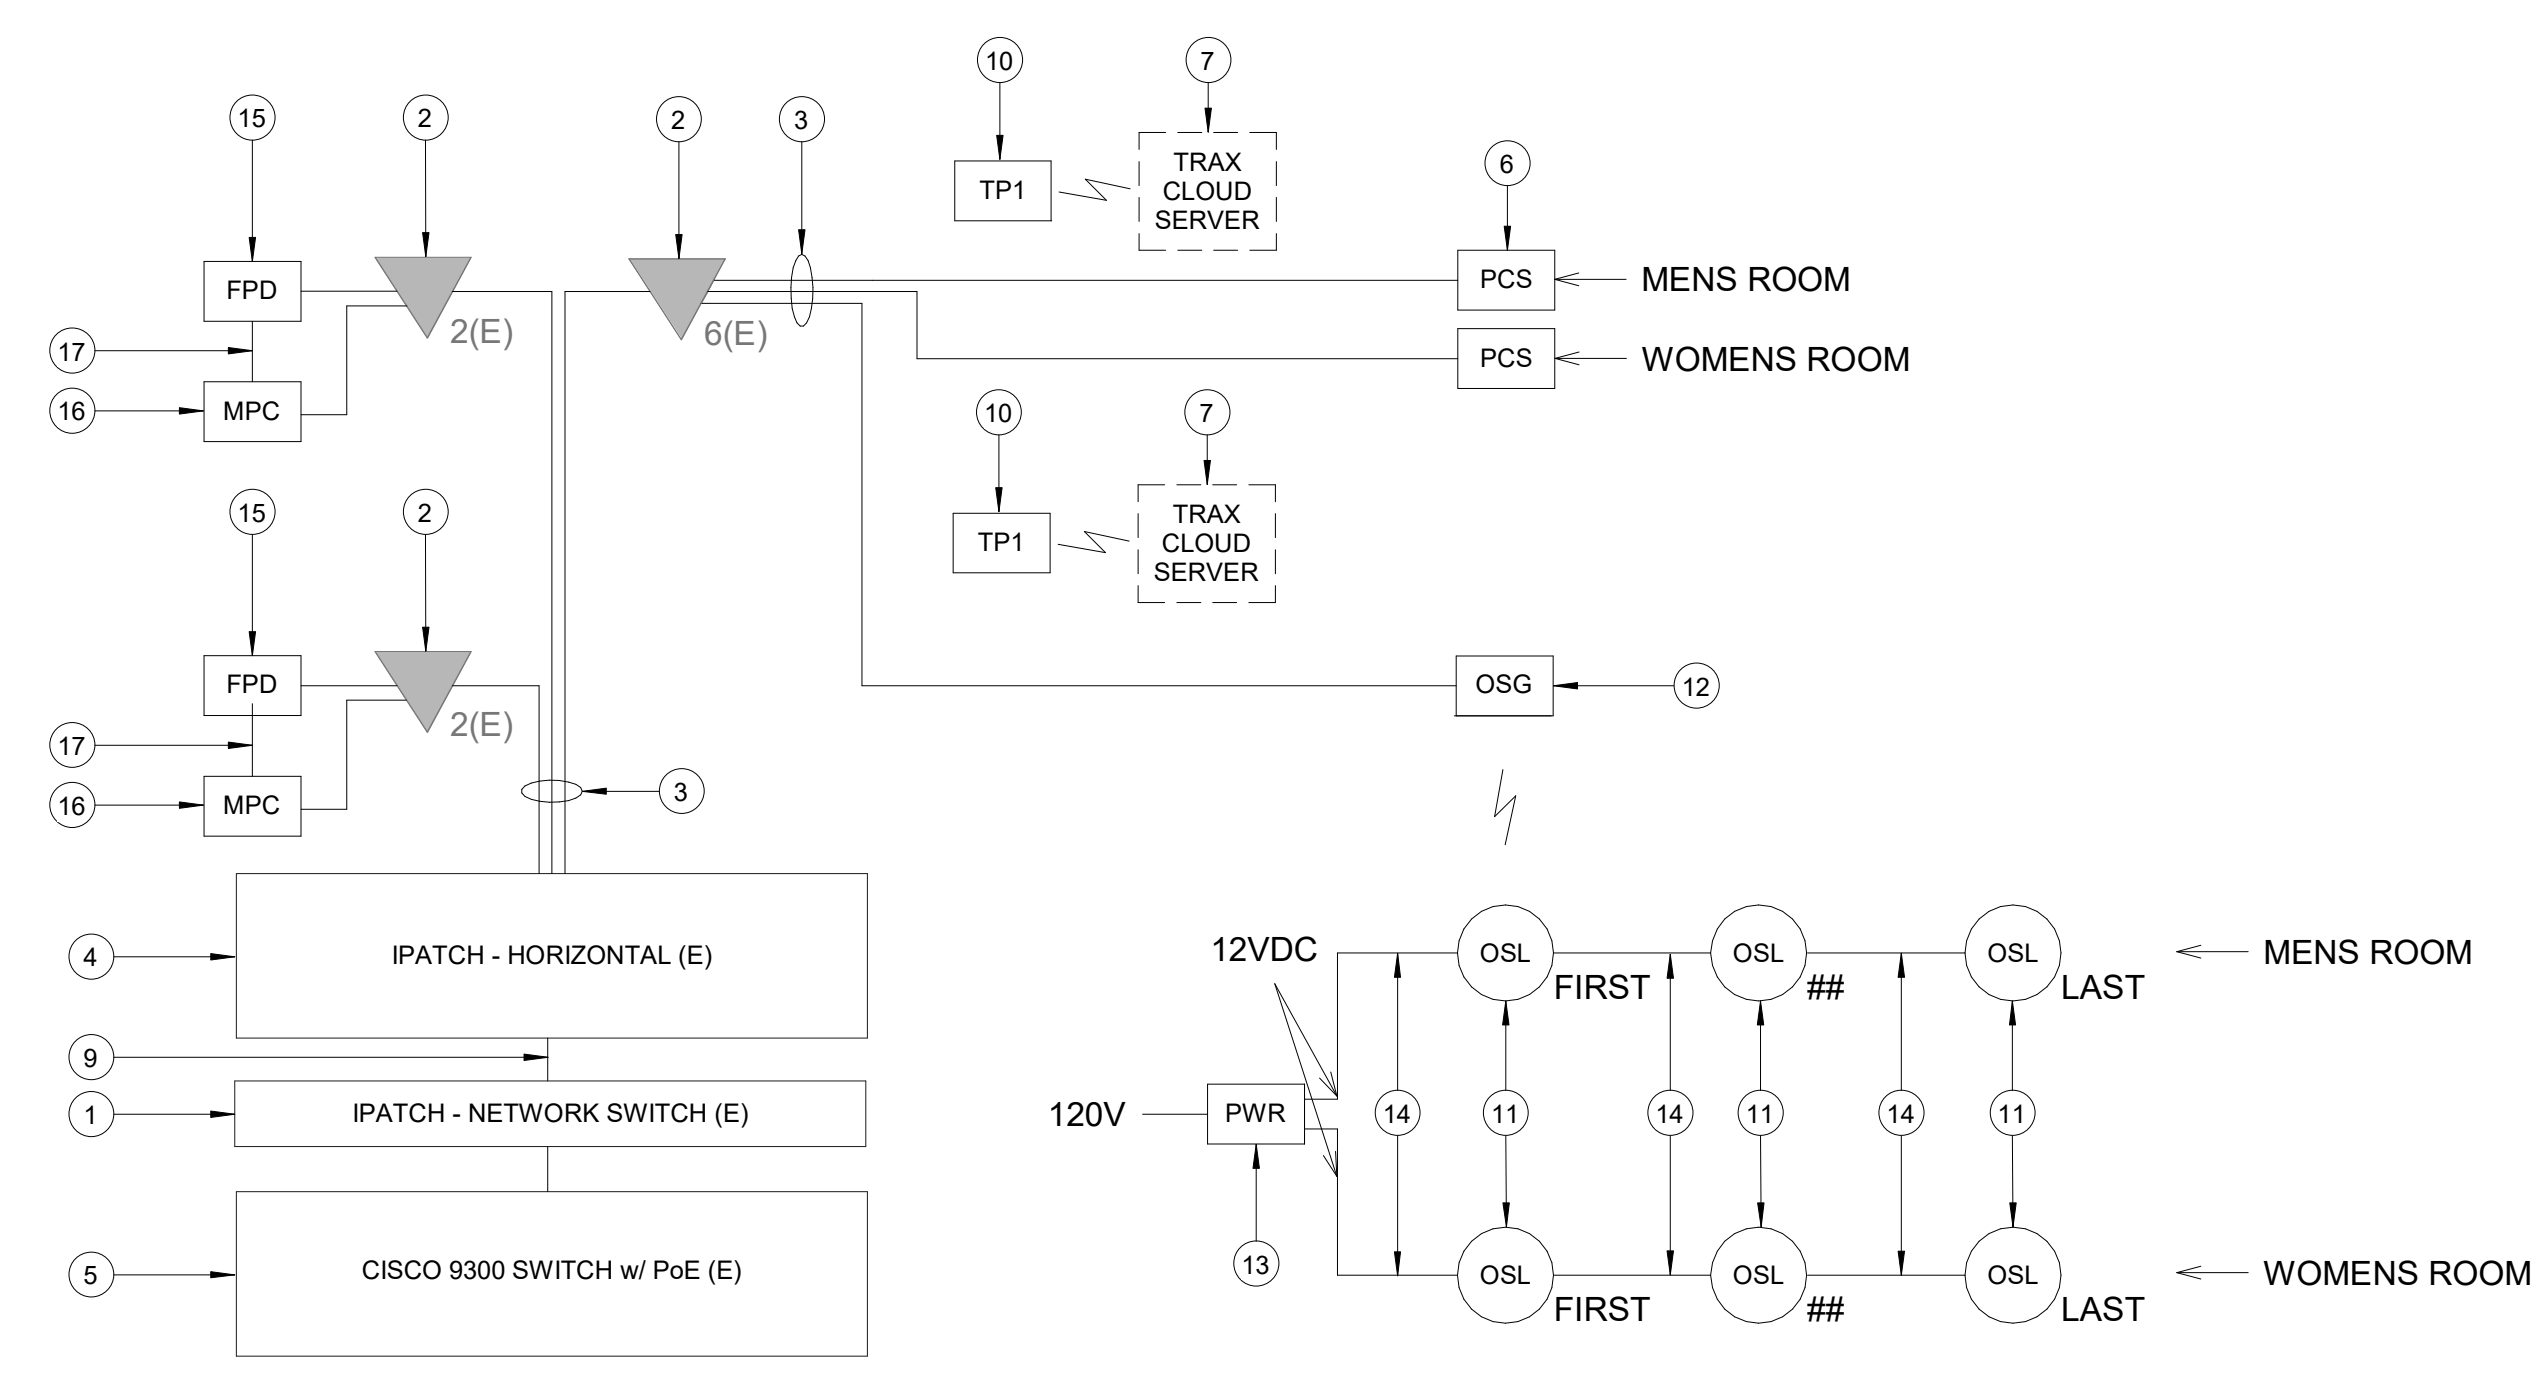 10
7
15
2
2
3
TRAX
CLOUD
SERVER
TP1
6
FPD
PCS
MENS ROOM
2(E)
6(E)
17
PCS
WOMENS ROOM
16
MPC
10
7
15
2
TRAX
CLOUD
SERVER
TP1
FPD
OSG
12
2(E)
17
16
MPC
3
4
IPATCH - HORIZONTAL (E)
12VDC
OSL
FIRST
OSL
##
OSL
LAST
MENS ROOM
9
1
IPATCH - NETWORK SWITCH (E)
120V
PWR
14
11
14
11
14
11
5
CISCO 9300 SWITCH w/ PoE (E)
13
OSL
FIRST
OSL
##
OSL
LAST
WOMENS ROOM